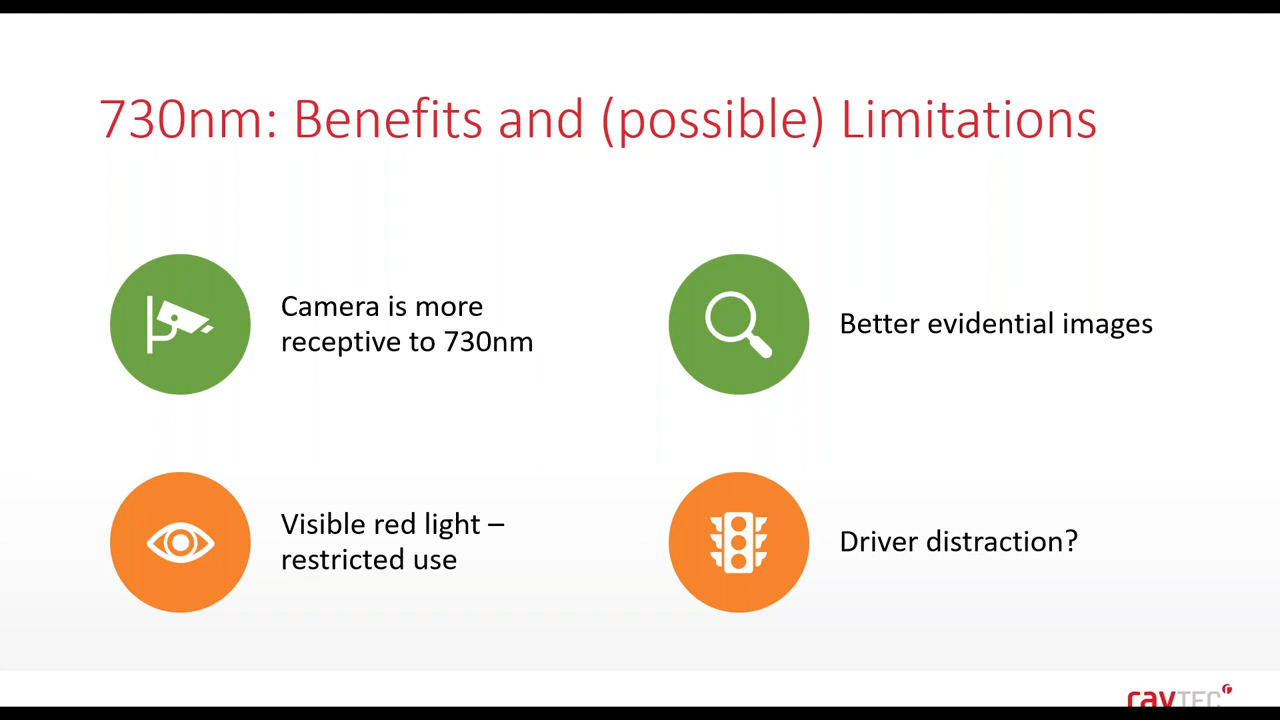 730nm: Benefits and (possible) Limitations
Camera is more
receptive to 730nm
Better evidential images
Visible red light –
restricted use
Driver distraction?
rayTEC